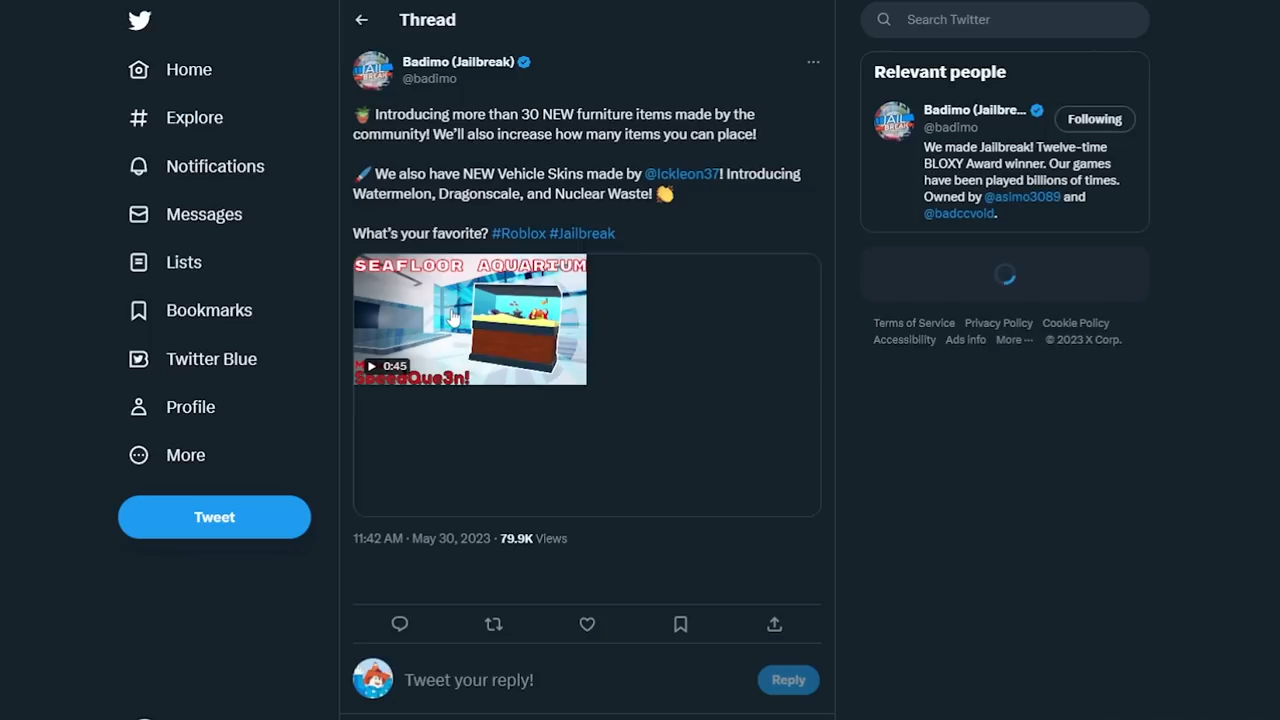 Home
Explore
Notifications
Messages
Lists
Bookmarks
Twitter Blue
Profile
More
Tweet
Thread
Badimo (Jailbreak)
@badimo
Introducing more than 30 NEW furniture items made by the
community! We'll also increase how many items you can place!
We also have NEW Vehicle Skins made by @Ickleon37! Introducing
Watermelon, Dragonscale, and Nuclear Waste!
What's your favorite? #Roblox #Jailbreak
SEAFLOOR AQUARIUM
0:45
11:42 AM · May 30, 2023 · 79.9K Views
Tweet your reply!
Reply
Search Twitter
Relevant people
Badimo (Jailbre...
@badimo
Following
We made Jailbreak! Twelve-time
BLOXY Award winner. Our games
have been played billions of times.
Owned by @asimo3089 and
@badccvold.
Terms of Service Privacy Policy Cookie Policy
Accessibility Ads info More ··· © 2023 X Corp.